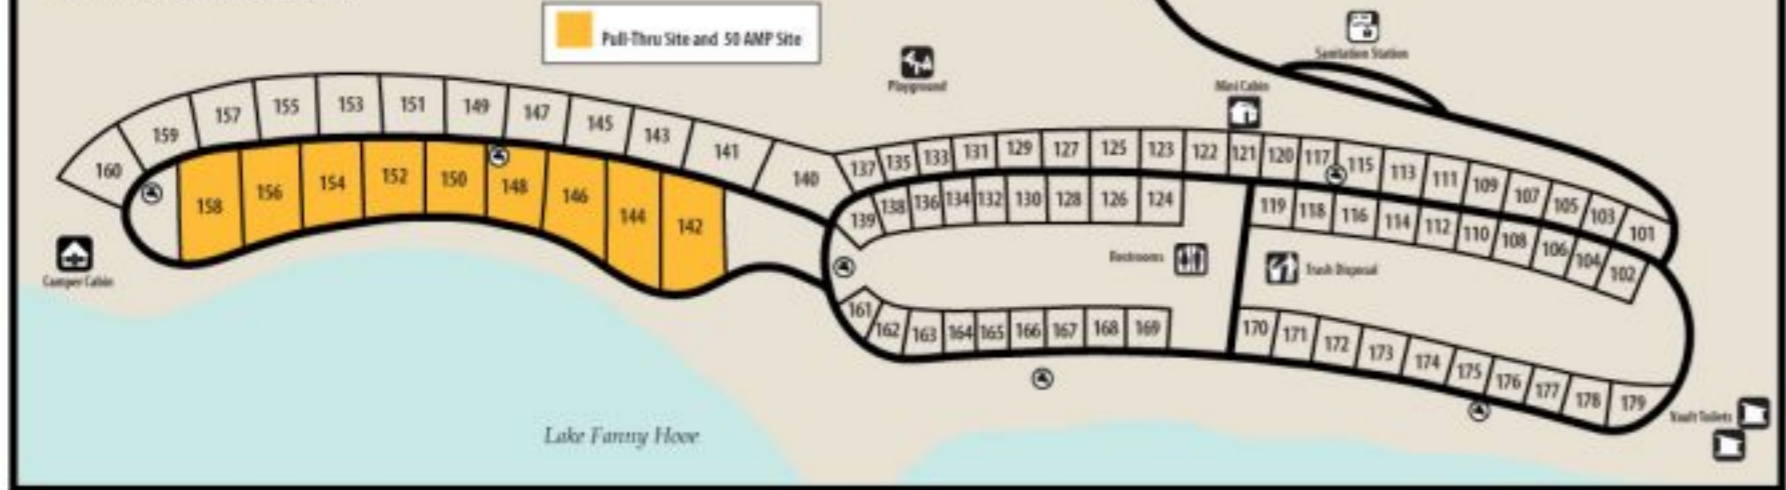 Pull-Thru Site and 50 AMP Site
Sanitation Station
Playground
Mini Cabin
160 159 157 155 153 151 149 147 145 143 141 140
158 156 154 152 150 148 146 144 142
137 135 133 131 129 127 125 123 122 121 120 117 115 113 111 109 107 105 103 101
139 138 136 134 132 130 128 126 124
119 118 116 114 112 110 108 106 104 102
Camper Cabin
Restrooms
Trash Disposal
161 162 163 164 165 166 167 168 169
170 171 172 173 174 175 176 177 178 179
Vault Toilets
Lake Fanny Hooe